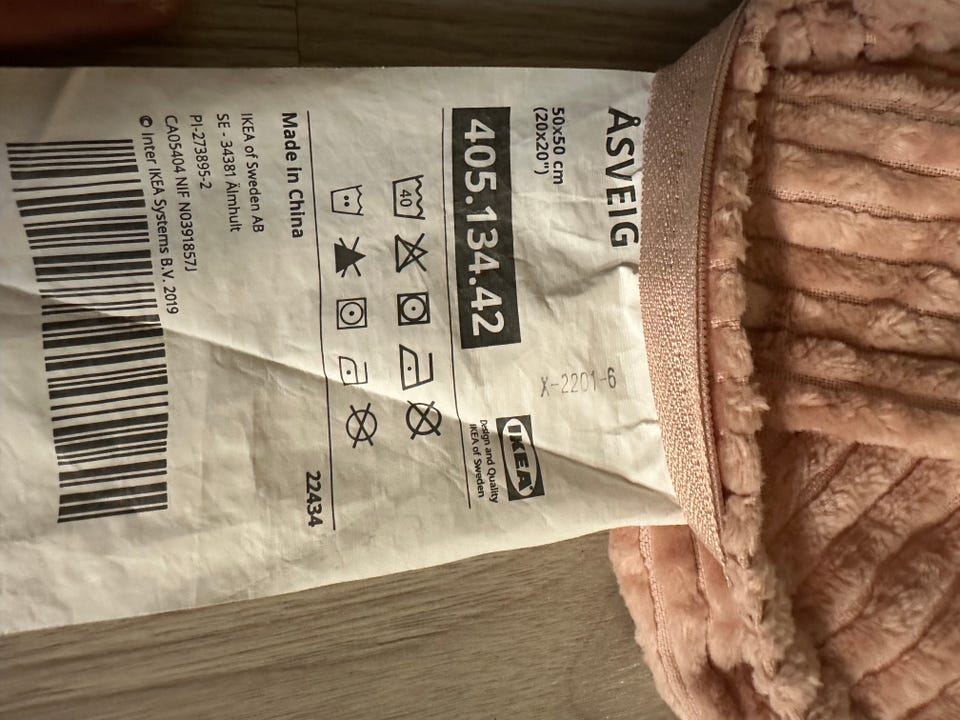 ÅSVEIG
50x50 cm
(20x20")
X-2201-6
405.134.42
IKEA
Design and Quality
IKEA of Sweden
40
Made in China
22434
IKEA of Sweden AB
SE - 34381 Älmhult
PI-273895-2
CA05404 NIF N0391857J
© Inter IKEA Systems B.V. 2019